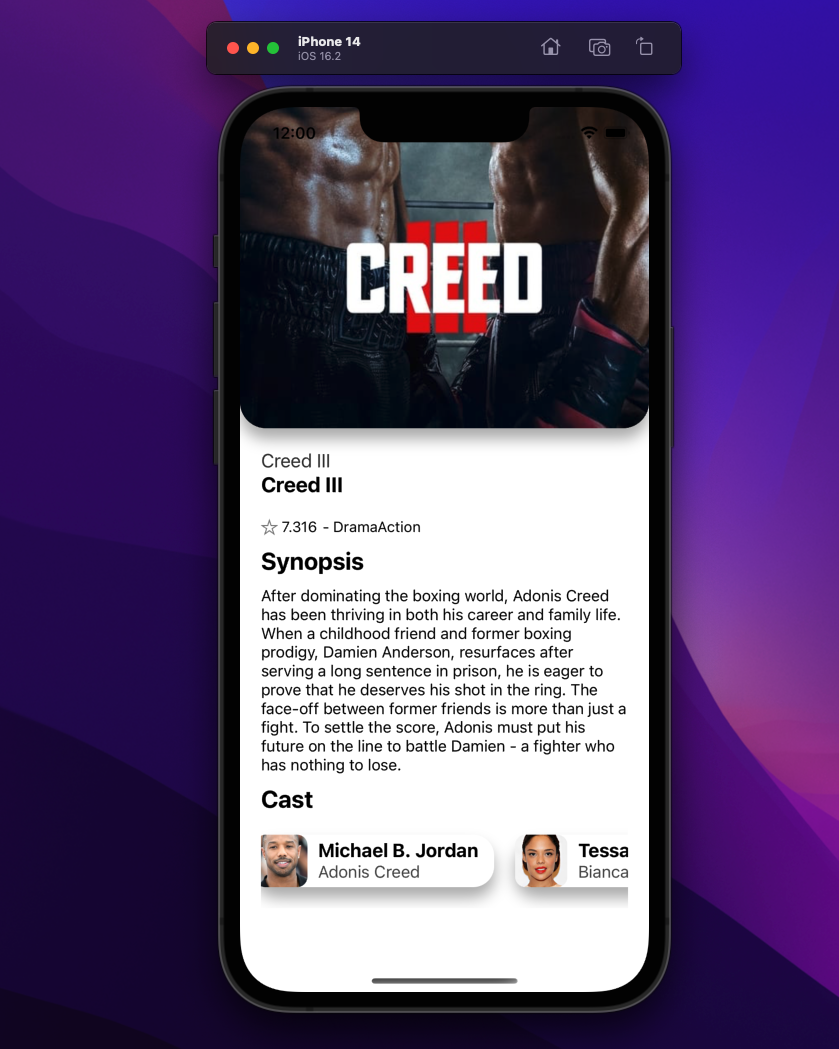 iPhone 14
iOS 16.2
12:00
III
CREED
Creed III
Creed III
7.316 - DramaAction
Synopsis
After dominating the boxing world, Adonis Creed
has been thriving in both his career and family life.
When a childhood friend and former boxing
prodigy, Damien Anderson, resurfaces after
serving a long sentence in prison, he is eager to
prove that he deserves his shot in the ring. The
face-off between former friends is more than just a
fight. To settle the score, Adonis must put his
future on the line to battle Damien - a fighter who
has nothing to lose.
Cast
Michael B. Jordan
Adonis Creed
Tessa
Bianca